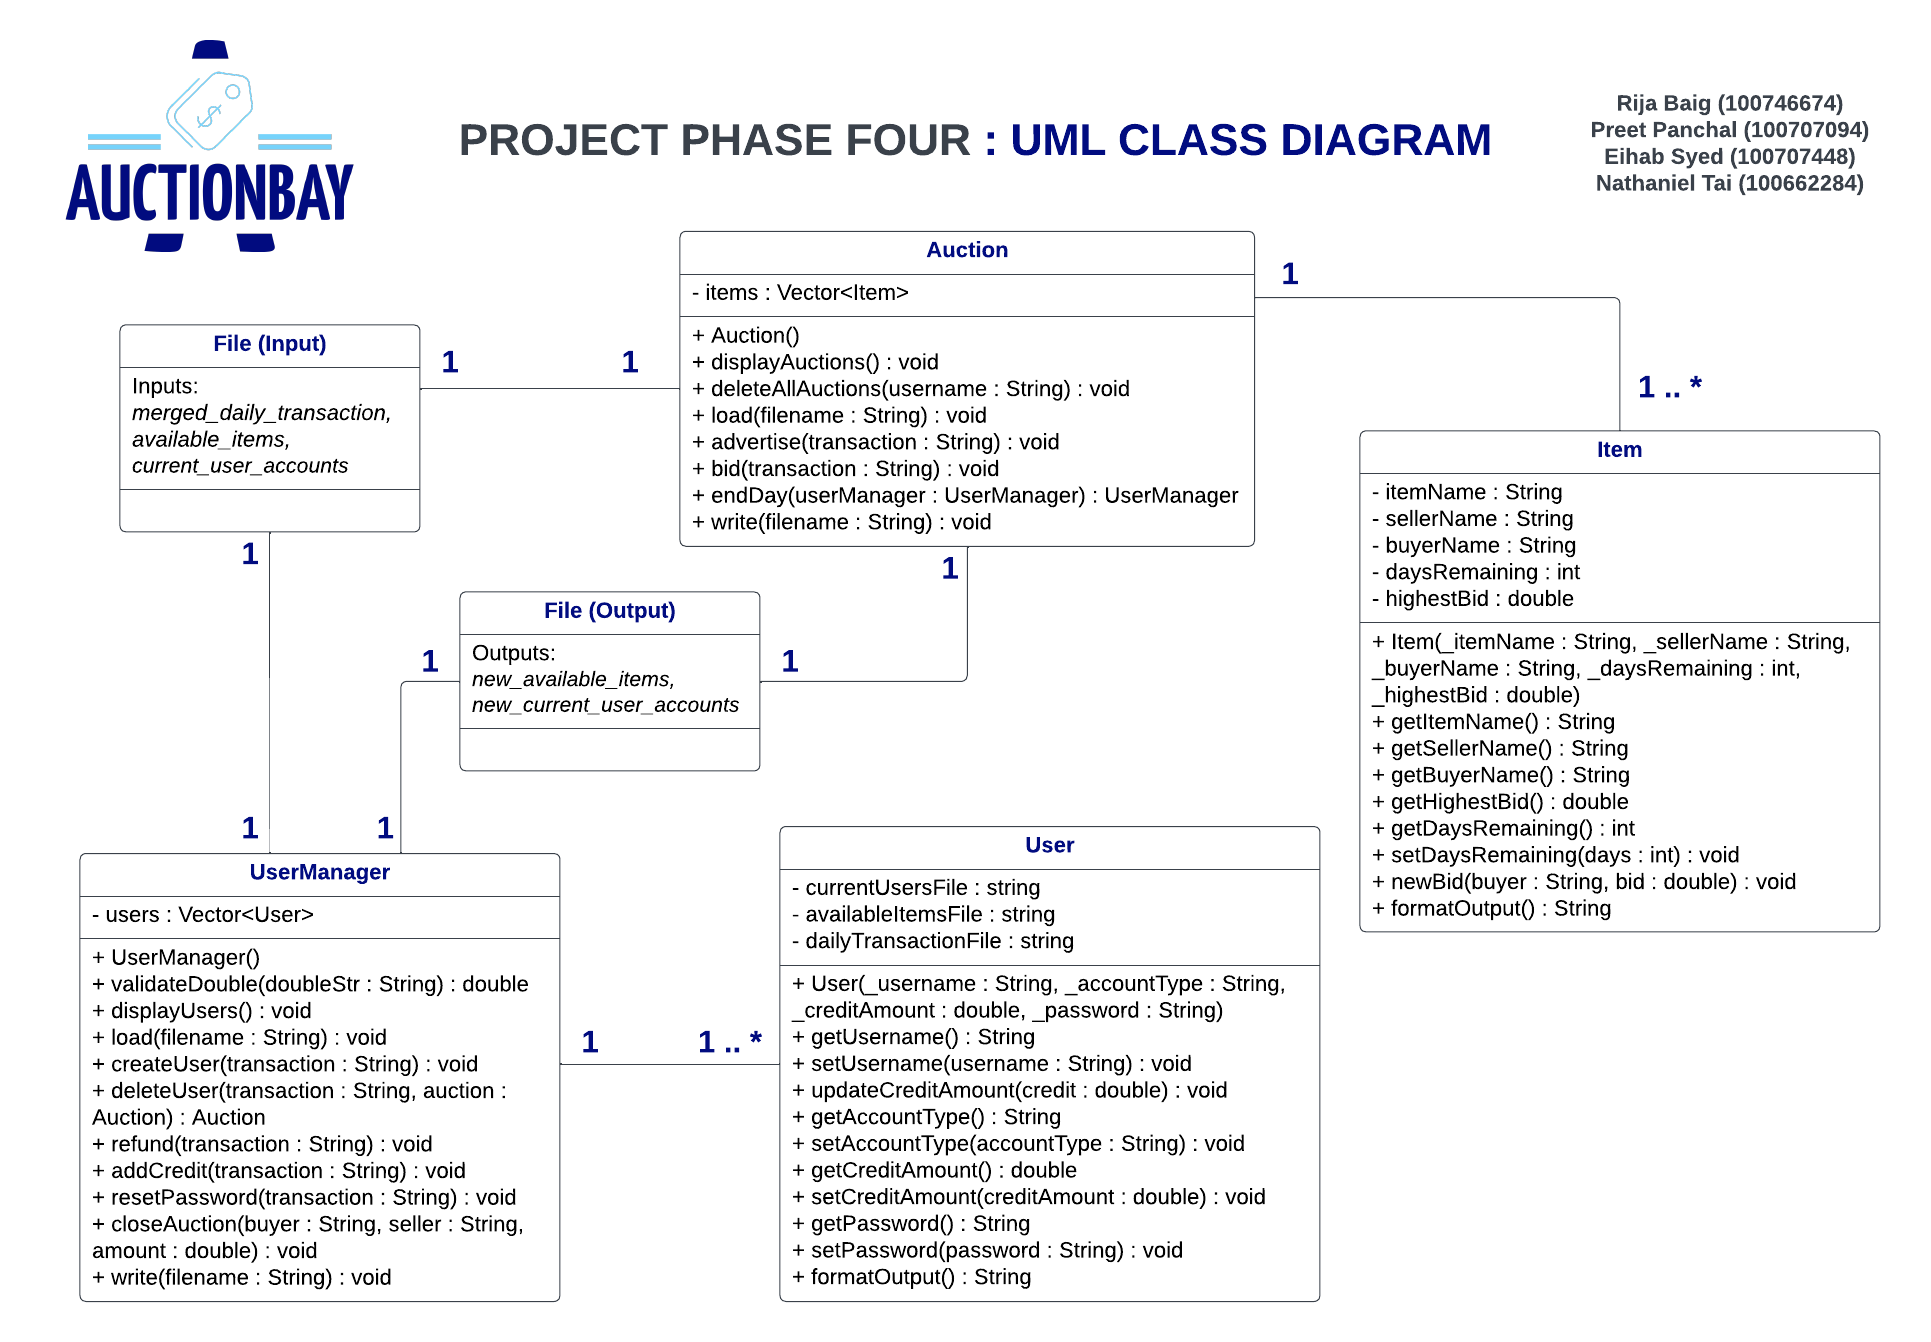 AUCTIONBAY
PROJECT PHASE FOUR : UML CLASS DIAGRAM
Rija Baig (100746674)
Preet Panchal (100707094)
Eihab Syed (100707448)
Nathaniel Tai (100662284)
Auction
- items : Vector<Item>
+ Auction()
+ displayAuctions() : void
+ deleteAllAuctions(username : String) : void
+ load(filename : String) : void
+ advertise(transaction : String) : void
+ bid(transaction : String) : void
+ endDay(userManager : UserManager) : UserManager
+ write(filename : String) : void
1
1 .. *
File (Input)
Inputs:
merged_daily_transaction,
available_items,
current_user_accounts
1
1
1
1
File (Output)
Outputs:
new_available_items,
new_current_user_accounts
1
1
1
1
Item
- itemName : String
- sellerName : String
- buyerName : String
- daysRemaining : int
- highestBid : double
+ Item(_itemName : String, _sellerName : String,
_buyerName : String, _daysRemaining : int,
_highestBid : double)
+ getItemName() : String
+ getSellerName() : String
+ getBuyerName() : String
+ getHighestBid() : double
+ getDaysRemaining() : int
+ setDaysRemaining(days : int) : void
+ newBid(buyer : String, bid : double) : void
+ formatOutput() : String
UserManager
- users : Vector<User>
+ UserManager()
+ validateDouble(doubleStr : String) : double
+ displayUsers() : void
+ load(filename : String) : void
+ createUser(transaction : String) : void
+ deleteUser(transaction : String, auction :
Auction) : Auction
+ refund(transaction : String) : void
+ addCredit(transaction : String) : void
+ resetPassword(transaction : String) : void
+ closeAuction(buyer : String, seller : String,
amount : double) : void
+ write(filename : String) : void
1
1 .. *
User
- currentUsersFile : string
- availableItemsFile : string
- dailyTransactionFile : string
+ User(_username : String, _accountType : String,
_creditAmount : double, _password : String)
+ getUsername() : String
+ setUsername(username : String) : void
+ updateCreditAmount(credit : double) : void
+ getAccountType() : String
+ setAccountType(accountType : String) : void
+ getCreditAmount() : double
+ setCreditAmount(creditAmount : double) : void
+ getPassword() : String
+ setPassword(password : String) : void
+ formatOutput() : String